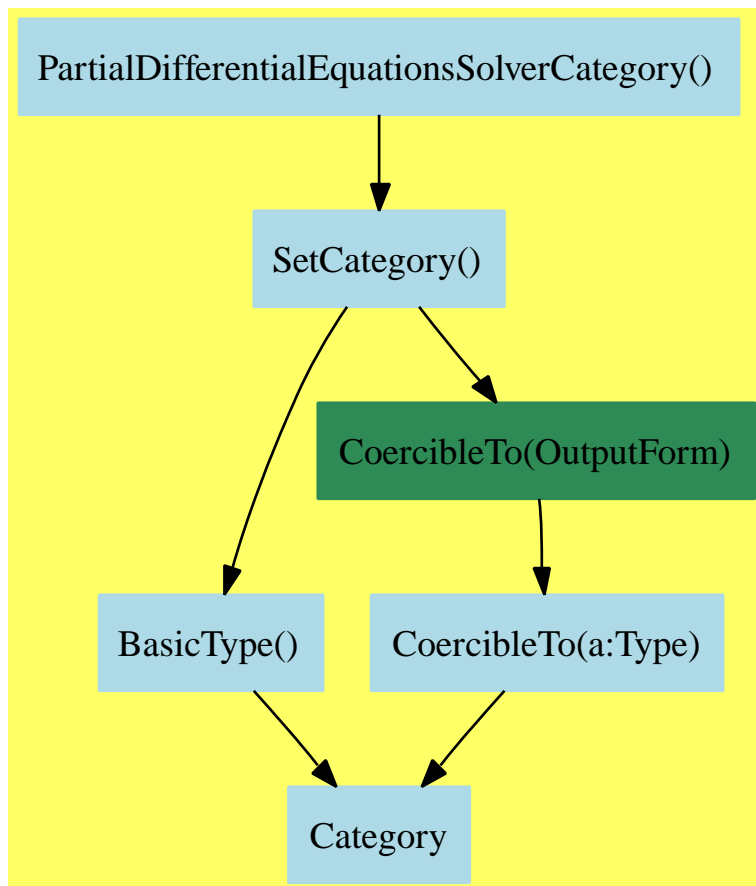 PartialDifferentialEquationsSolverCategory()
SetCategory()
CoercibleTo(OutputForm)
BasicType()
CoercibleTo(a:Type)
Category